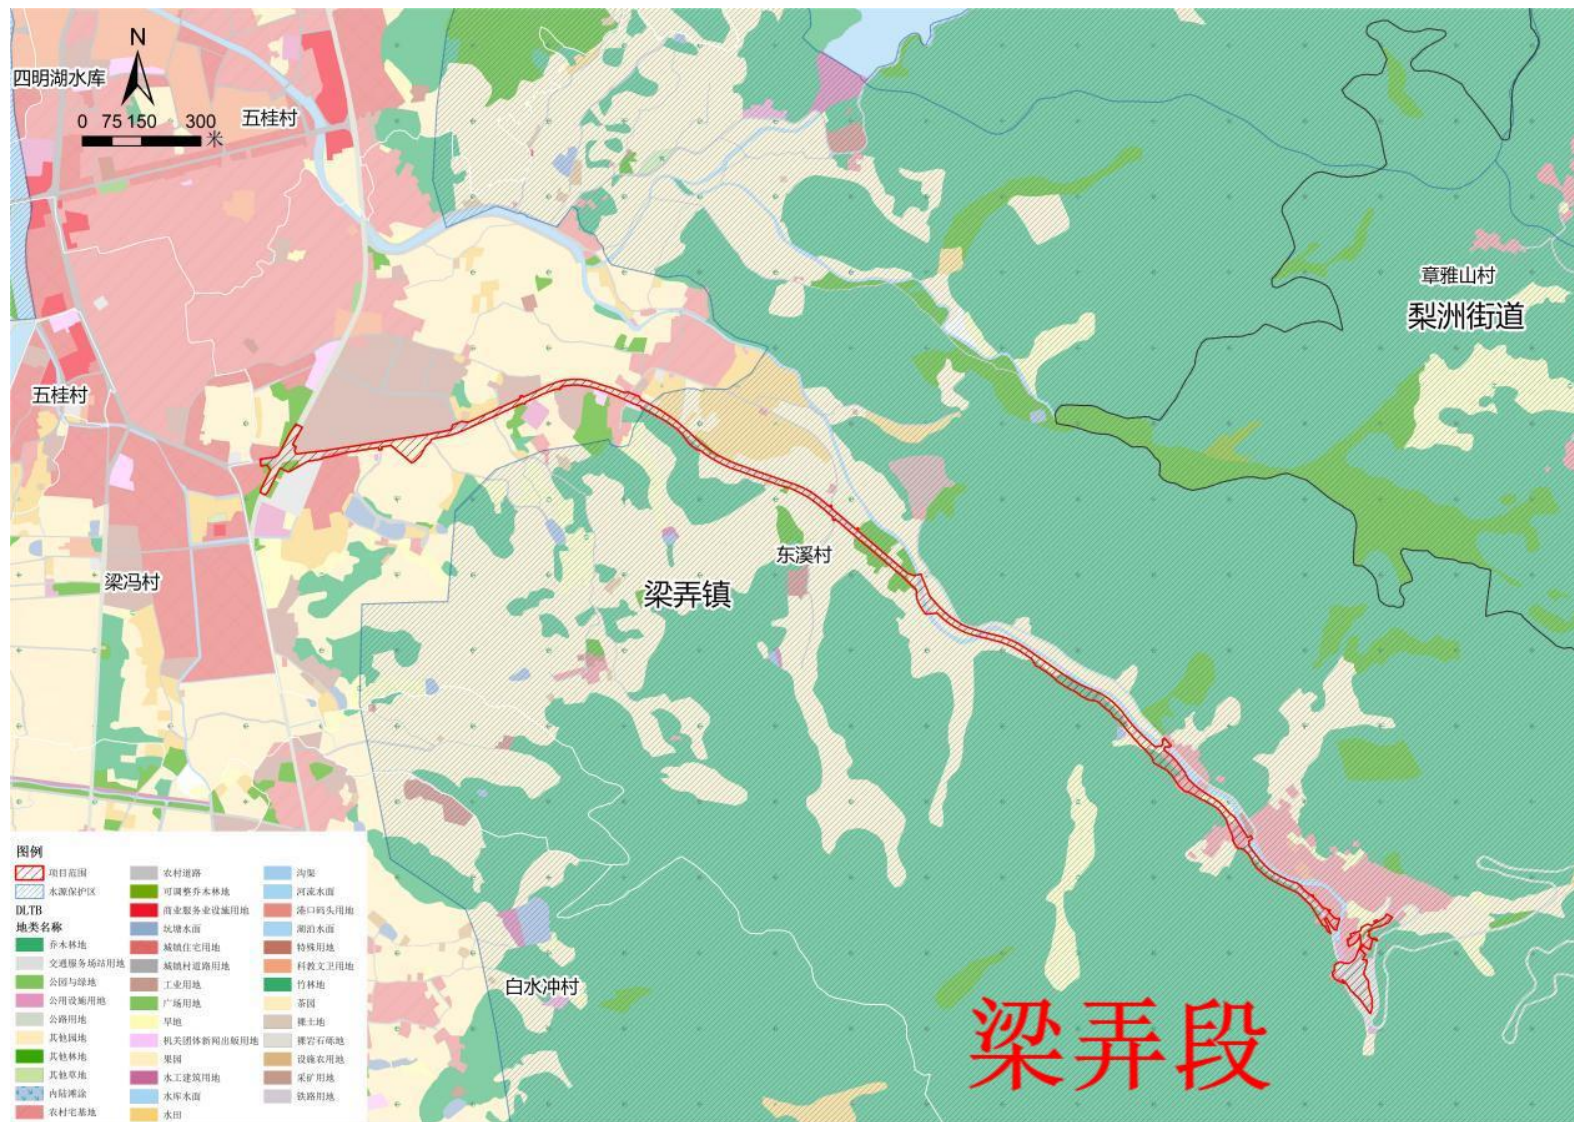 N
四明湖水库
0 75 150 300
米
五桂村
章雅山村
梨洲街道
五桂村
东溪村
梁冯村
梁弄镇
白水冲村
梁弄段
图例
项目范围
水源保护区
DLTB
地类名称
乔木林地
交通服务场站用地
公园与绿地
公用设施用地
公路用地
其他园地
其他林地
其他草地
内陆滩涂
农村宅基地
农村道路
可调整乔木林地
商业服务业设施用地
坑塘水面
城镇住宅用地
城镇村道路用地
工业用地
广场用地
旱地
机关团体新闻出版用地
果园
水工建筑用地
水库水面
水田
沟渠
河流水面
港口码头用地
湖泊水面
特殊用地
科教文卫用地
竹林地
茶园
裸土地
裸岩石砾地
设施农用地
采矿用地
铁路用地